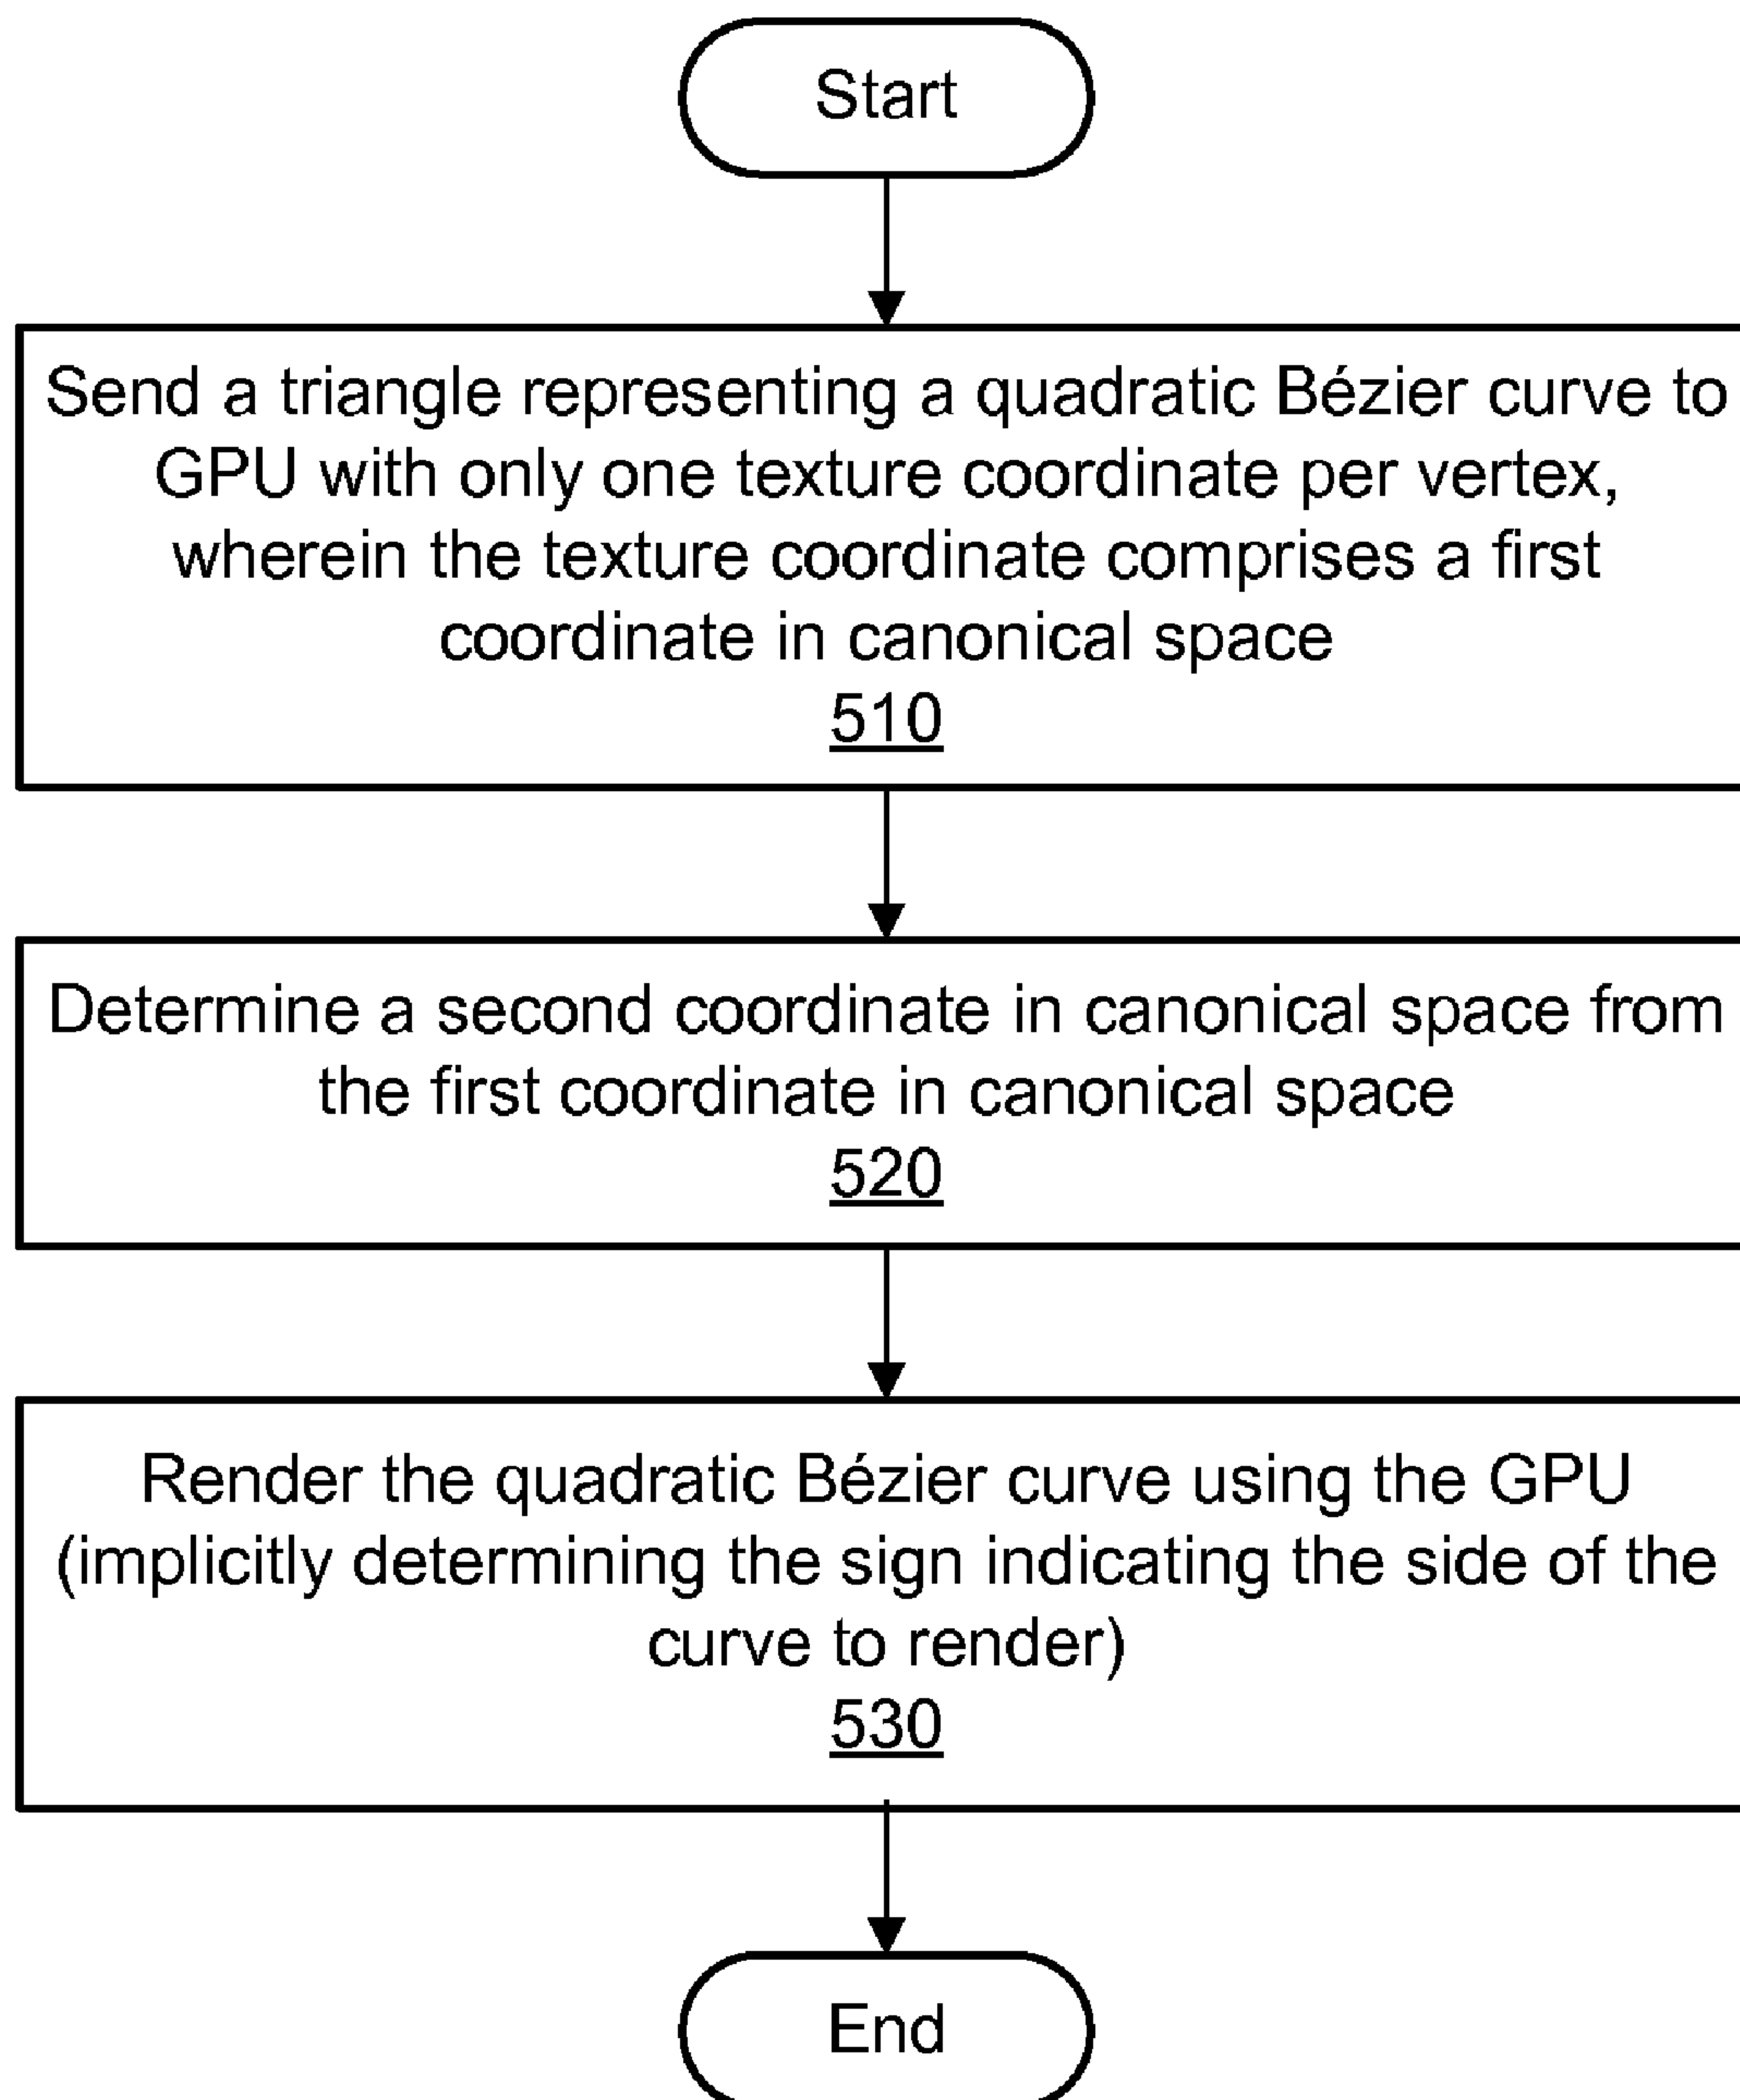 Start
Send a triangle representing a quadratic Bézier curve to
GPU with only one texture coordinate per vertex,
wherein the texture coordinate comprises a first
coordinate in canonical space
510
Determine a second coordinate in canonical space from
the first coordinate in canonical space
520
Render the quadratic Bézier curve using the GPU
(implicitly determining the sign indicating the side of the
curve to render)
530
End